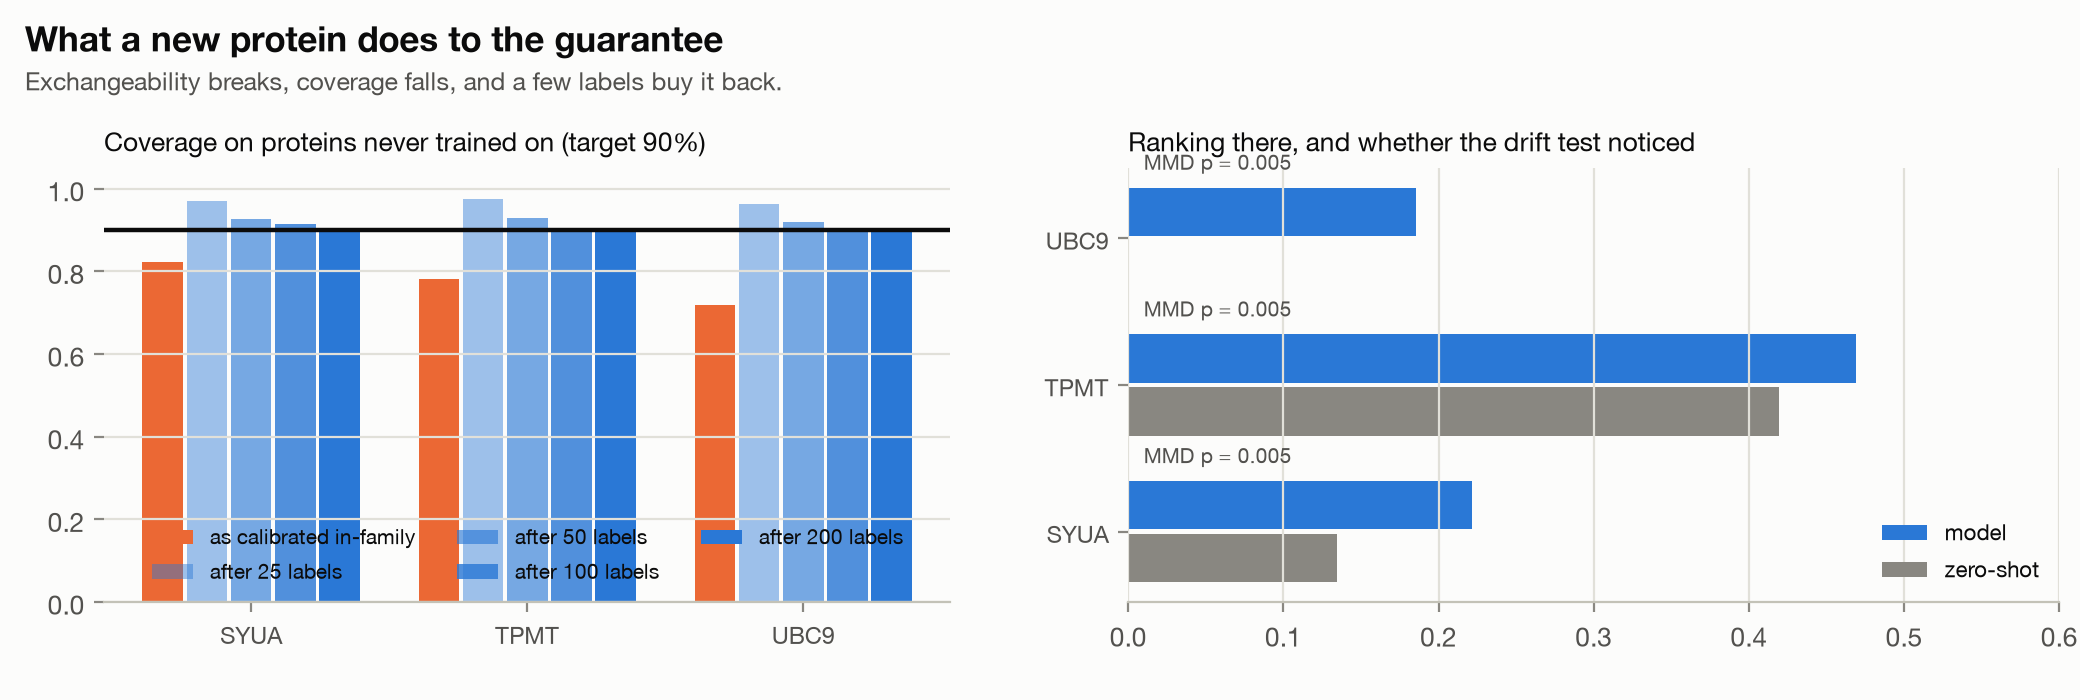 What a new protein does to the guarantee
Exchangeability breaks, coverage falls, and a few labels buy it back.
Coverage on proteins never trained on (target 90%)
1.0
0.8
0.6
0.4
0.2
0.0
as calibrated in-family
after 25 labels
after 50 labels
after 100 labels
after 200 labels
SYUA
TPMT
UBC9
Ranking there, and whether the drift test noticed
MMD p = 0.005
UBC9
MMD p = 0.005
TPMT
MMD p = 0.005
SYUA
model
zero-shot
0.0
0.1
0.2
0.3
0.4
0.5
0.6